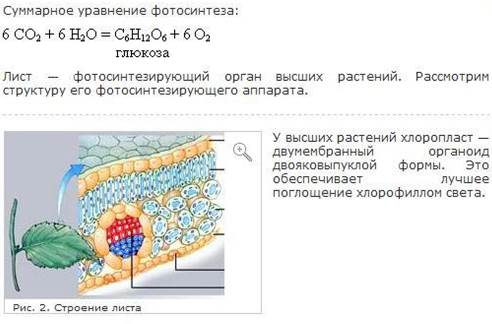 Суммарное уравнение фотосинтеза:
6 CO₂ + 6 H₂O = C₆H₁₂O₆ + 6 O₂
глюкоза
Лист — фотосинтезирующий орган высших растений. Рассмотрим
структуру его фотосинтезирующего аппарата.
У высших растений хлоропласт —
двумембранный органоид
двояковыпуклой формы. Это
обеспечивает лучшее
поглощение хлорофиллом света.
Рис. 2. Строение листа